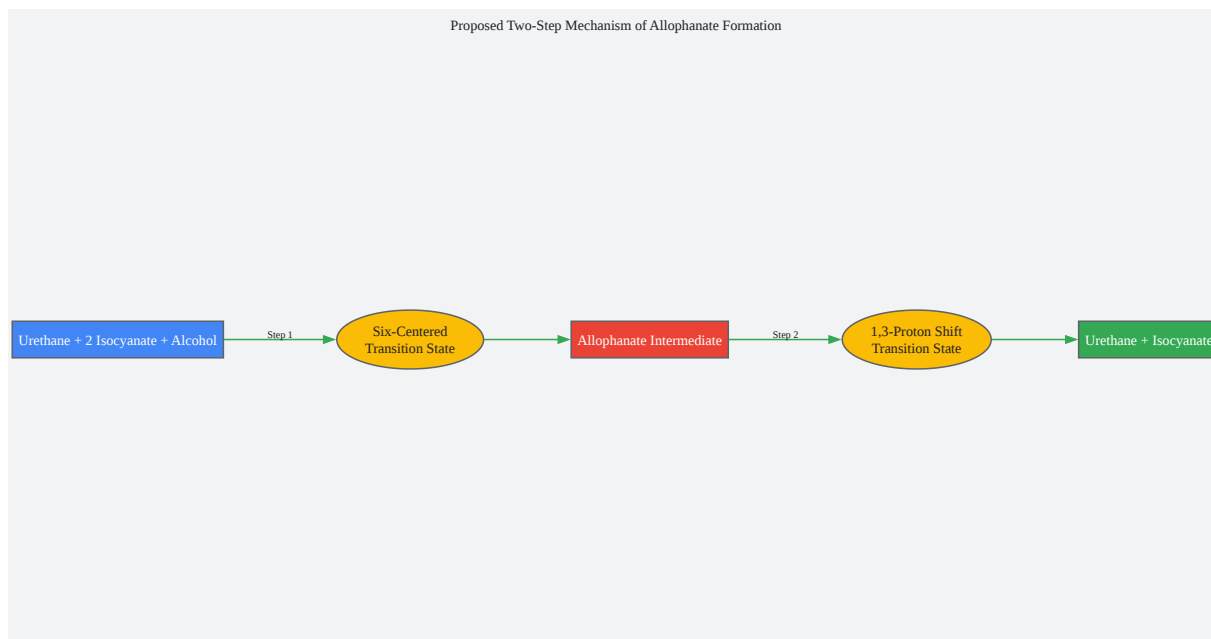 Proposed Two-Step Mechanism of Allophanate Formation
Urethane + 2 Isocyanate + Alcohol
Step 1
Six-Centered
Transition State
Allophanate Intermediate
Step 2
1,3-Proton Shift
Transition State
Urethane + Isocyanate